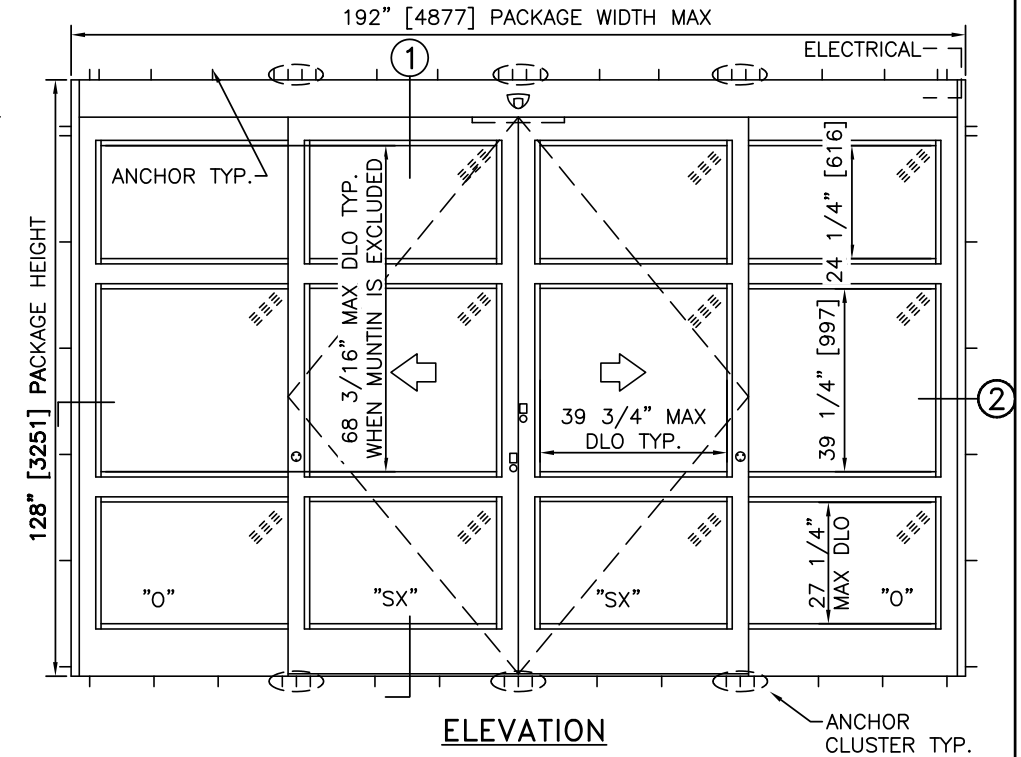 192" [4877] PACKAGE WIDTH MAX
1
ELECTRICAL
ANCHOR TYP.
128" [3251] PACKAGE HEIGHT
68 3/16" MAX DLO TYP.
WHEN MUNTIN IS EXCLUDED
24 1/4" [616]
39 1/4" [997]
39 3/4" MAX
DLO TYP.
2
27 1/4"
MAX DLO
"O"
"SX"
"SX"
"O"
ELEVATION
ANCHOR
CLUSTER TYP.